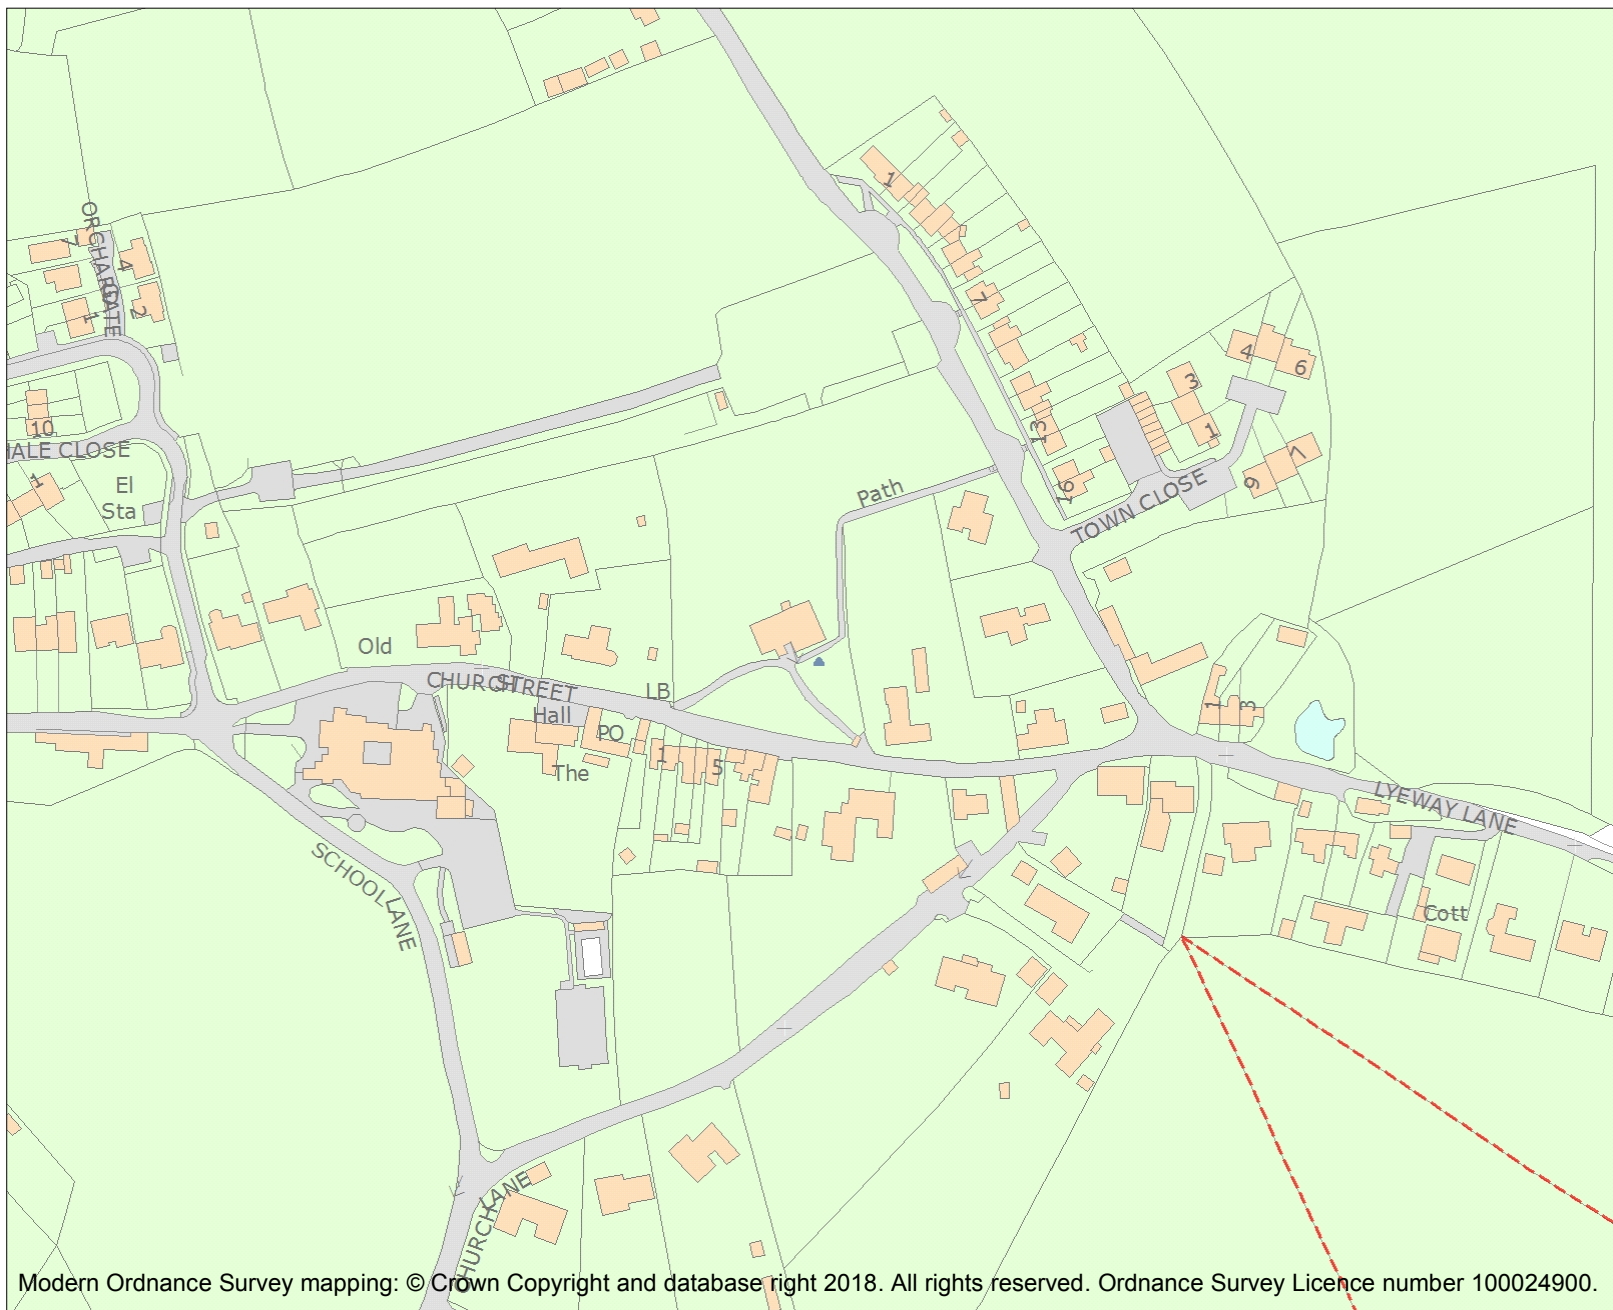 ORCHARD
GATE
7
4
1
2
10
HALE CLOSE
1
El
Sta
1
7
13
16
3
1
4
6
7
9
TOWN CLOSE
Path
Old
CHURCH STREET
LB
Hall
PO
The
1
5
1
3
LYEWAY LANE
Cott
SCHOOL LANE
CHURCH LANE
Modern Ordnance Survey mapping: © Crown Copyright and database right 2018. All rights reserved. Ordnance Survey Licence number 100024900.